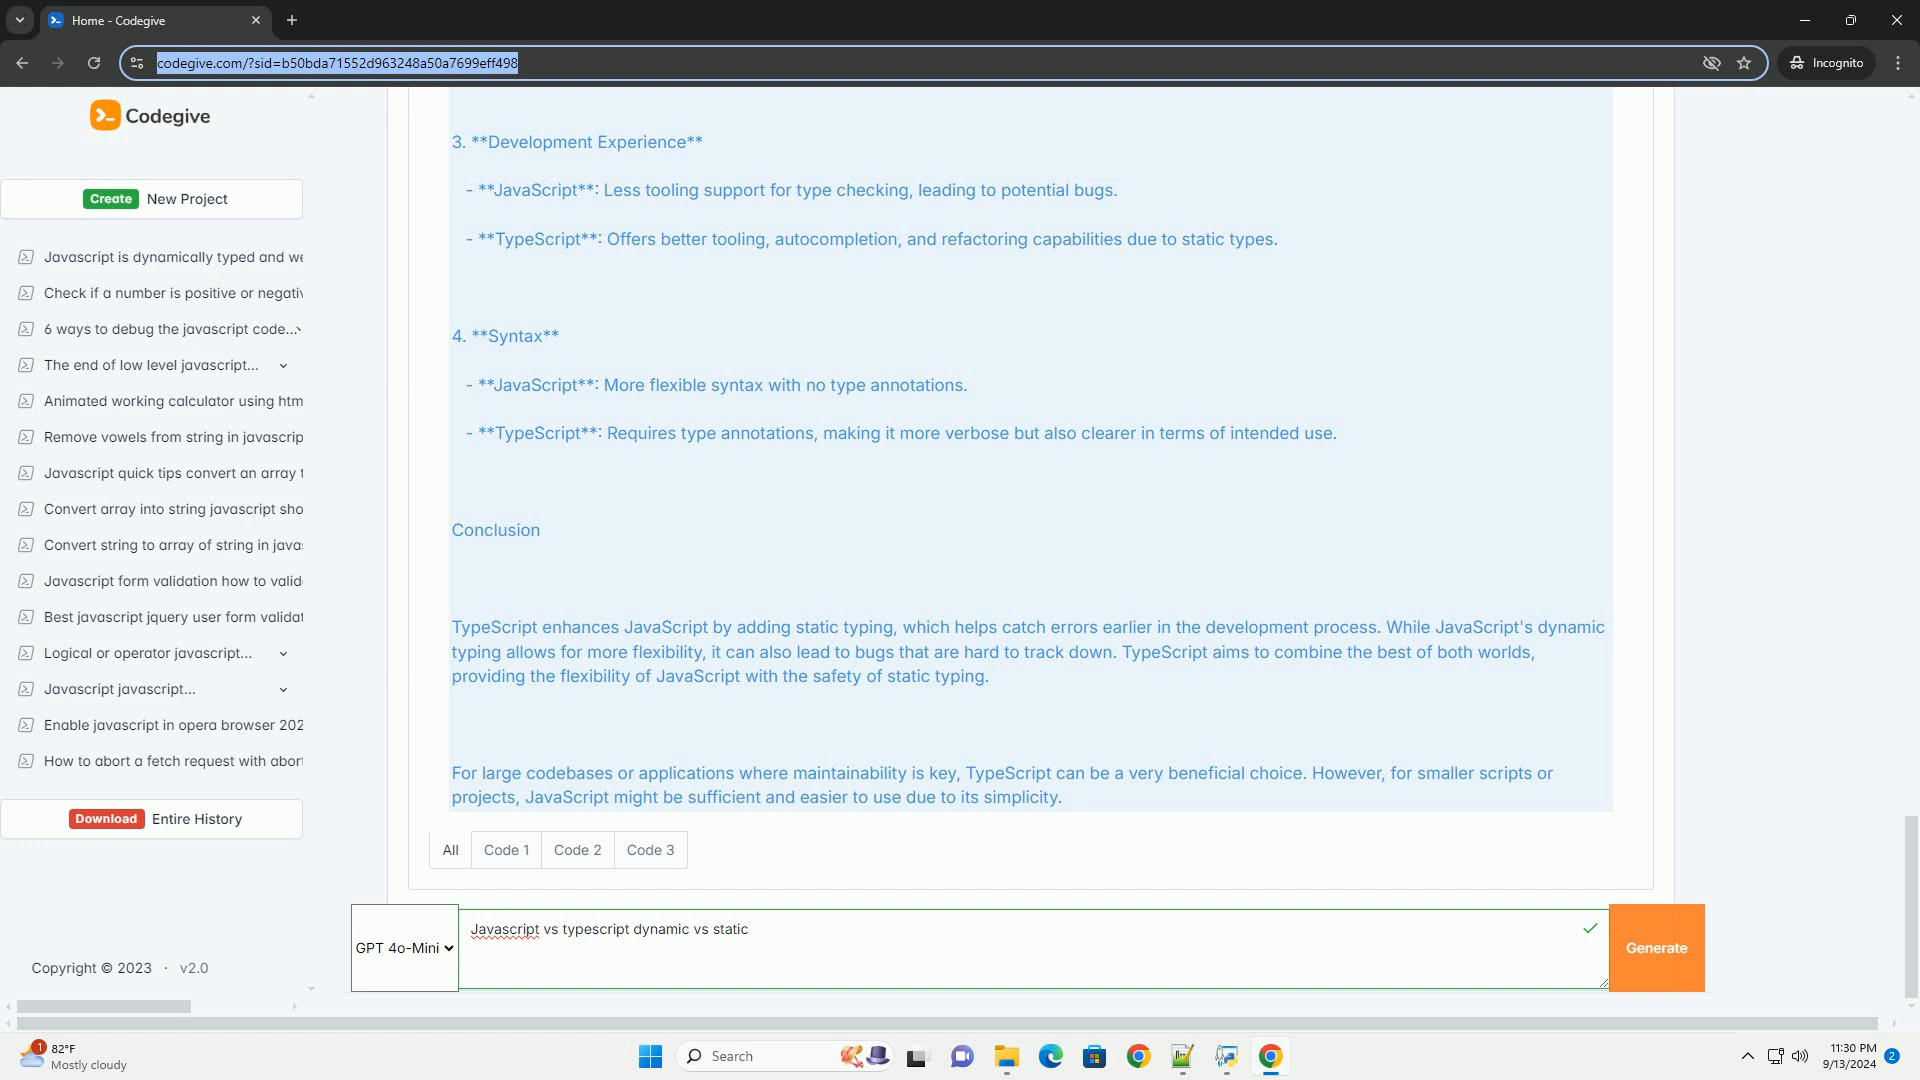 Home - Codegive
codegive.com/?sid=b50bda71552d963248a50a7699eff498
Incognito
Codegive
Create New Project
Javascript is dynamically typed and we
Check if a number is positive or negativ
6 ways to debug the javascript code...
The end of low level javascript...
Animated working calculator using htm
Remove vowels from string in javascrip
Javascript quick tips convert an array t
Convert array into string javascript sho
Convert string to array of string in javas
Javascript form validation how to valid
Best javascript jquery user form validat
Logical or operator javascript...
Javascript javascript...
Enable javascript in opera browser 202
How to abort a fetch request with abor
Download Entire History
Copyright © 2023 · v2.0
3. **Development Experience**
- **JavaScript**: Less tooling support for type checking, leading to potential bugs.
- **TypeScript**: Offers better tooling, autocompletion, and refactoring capabilities due to static types.
4. **Syntax**
- **JavaScript**: More flexible syntax with no type annotations.
- **TypeScript**: Requires type annotations, making it more verbose but also clearer in terms of intended use.
Conclusion
TypeScript enhances JavaScript by adding static typing, which helps catch errors earlier in the development process. While JavaScript's dynamic
typing allows for more flexibility, it can also lead to bugs that are hard to track down. TypeScript aims to combine the best of both worlds,
providing the flexibility of JavaScript with the safety of static typing.
For large codebases or applications where maintainability is key, TypeScript can be a very beneficial choice. However, for smaller scripts or
projects, JavaScript might be sufficient and easier to use due to its simplicity.
All Code 1 Code 2 Code 3
GPT 4o-Mini
Javascript vs typescript dynamic vs static
Generate
1
82°F
Mostly cloudy
Search
11:30 PM
9/13/2024
2